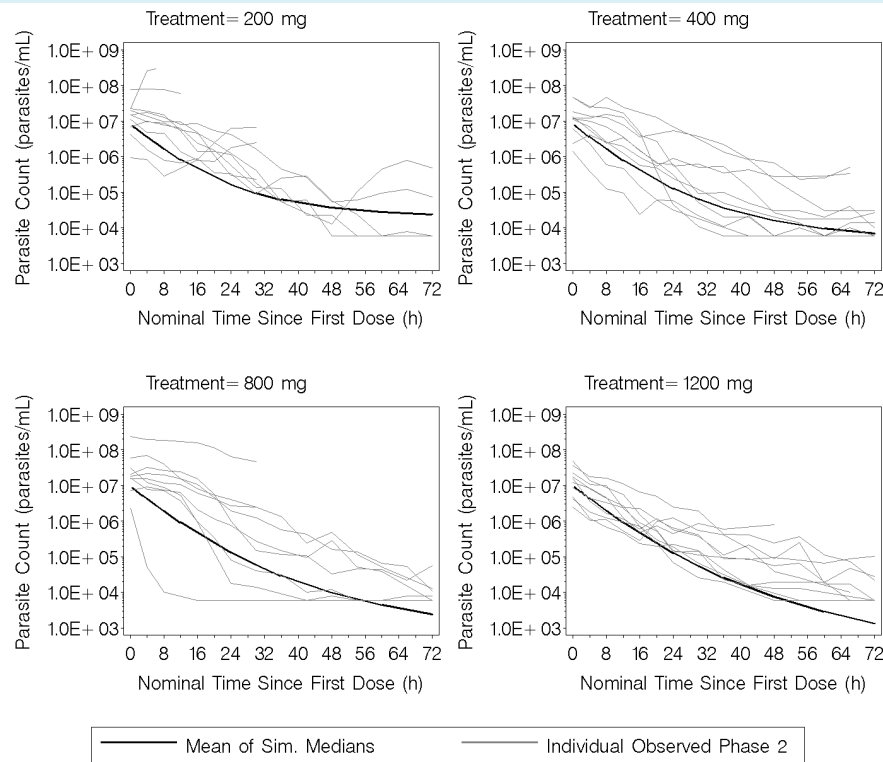 Treatment= 200 mg
Parasite Count (parasites/mL)
1.0E+ 09
1.0E+ 08
1.0E+ 07
1.0E+ 06
1.0E+ 05
1.0E+ 04
1.0E+ 03
0 8 16 24 32 40 48 56 64 72
Nominal Time Since First Dose (h)
Treatment= 400 mg
Parasite Count (parasites/mL)
1.0E+ 09
1.0E+ 08
1.0E+ 07
1.0E+ 06
1.0E+ 05
1.0E+ 04
1.0E+ 03
0 8 16 24 32 40 48 56 64 72
Nominal Time Since First Dose (h)
Treatment= 800 mg
Parasite Count (parasites/mL)
1.0E+ 09
1.0E+ 08
1.0E+ 07
1.0E+ 06
1.0E+ 05
1.0E+ 04
1.0E+ 03
0 8 16 24 32 40 48 56 64 72
Nominal Time Since First Dose (h)
Treatment= 1200 mg
Parasite Count (parasites/mL)
1.0E+ 09
1.0E+ 08
1.0E+ 07
1.0E+ 06
1.0E+ 05
1.0E+ 04
1.0E+ 03
0 8 16 24 32 40 48 56 64 72
Nominal Time Since First Dose (h)
Mean of Sim. Medians
Individual Observed Phase 2